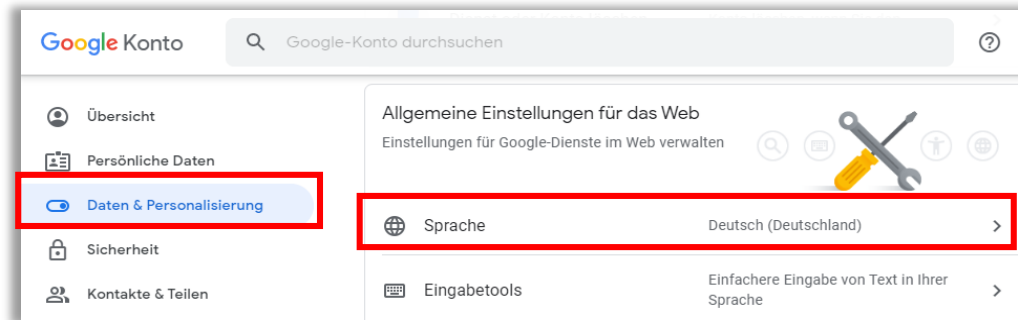 Google Konto
Google-Konto durchsuchen
Übersicht
Persönliche Daten
Daten & Personalisierung
Sicherheit
Kontakte & Teilen
Allgemeine Einstellungen für das Web
Einstellungen für Google-Dienste im Web verwalten
Sprache
Deutsch (Deutschland)
Eingabetools
Einfachere Eingabe von Text in Ihrer
Sprache